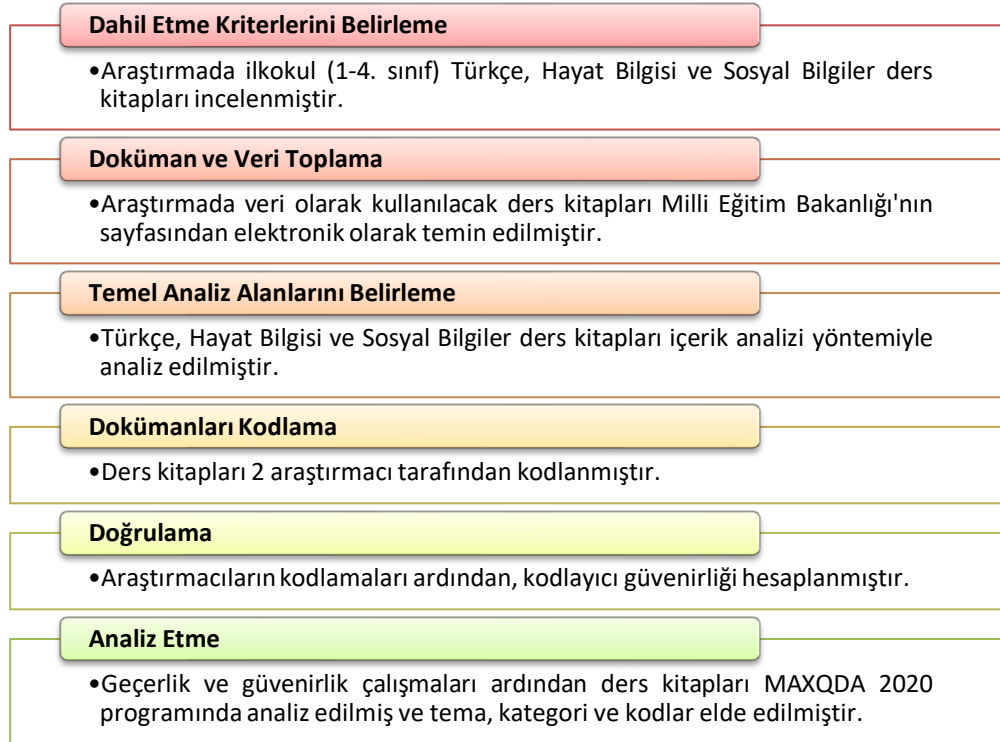 Dahil Etme Kriterlerini Belirleme
•Araştırmada ilkokul (1-4. sınıf) Türkçe, Hayat Bilgisi ve Sosyal Bilgiler ders
kitapları incelenmiştir.
Doküman ve Veri Toplama
•Araştırmada veri olarak kullanılacak ders kitapları Milli Eğitim Bakanlığı'nın
sayfasından elektronik olarak temin edilmiştir.
Temel Analiz Alanlarını Belirleme
•Türkçe, Hayat Bilgisi ve Sosyal Bilgiler ders kitapları içerik analizi yöntemiyle
analiz edilmiştir.
Dokümanları Kodlama
•Ders kitapları 2 araştırmacı tarafından kodlanmıştır.
Doğrulama
•Araştırmacıların kodlamaları ardından, kodlayıcı güvenirliği hesaplanmıştır.
Analiz Etme
•Geçerlik ve güvenirlik çalışmaları ardından ders kitapları MAXQDA 2020
programında analiz edilmiş ve tema, kategori ve kodlar elde edilmiştir.